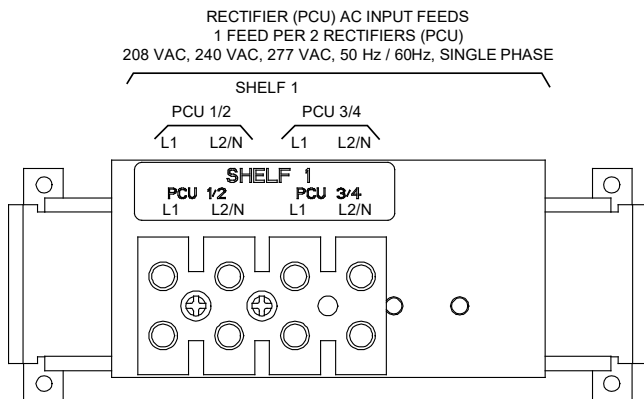 RECTIFIER (PCU) AC INPUT FEEDS
1 FEED PER 2 RECTIFIERS (PCU)
208 VAC, 240 VAC, 277 VAC, 50 Hz / 60Hz, SINGLE PHASE
SHELF 1
PCU 1/2 PCU 3/4
L1 L2/N L1 L2/N
SHELF 1
PCU 1/2 PCU 3/4
L1 L2/N L1 L2/N